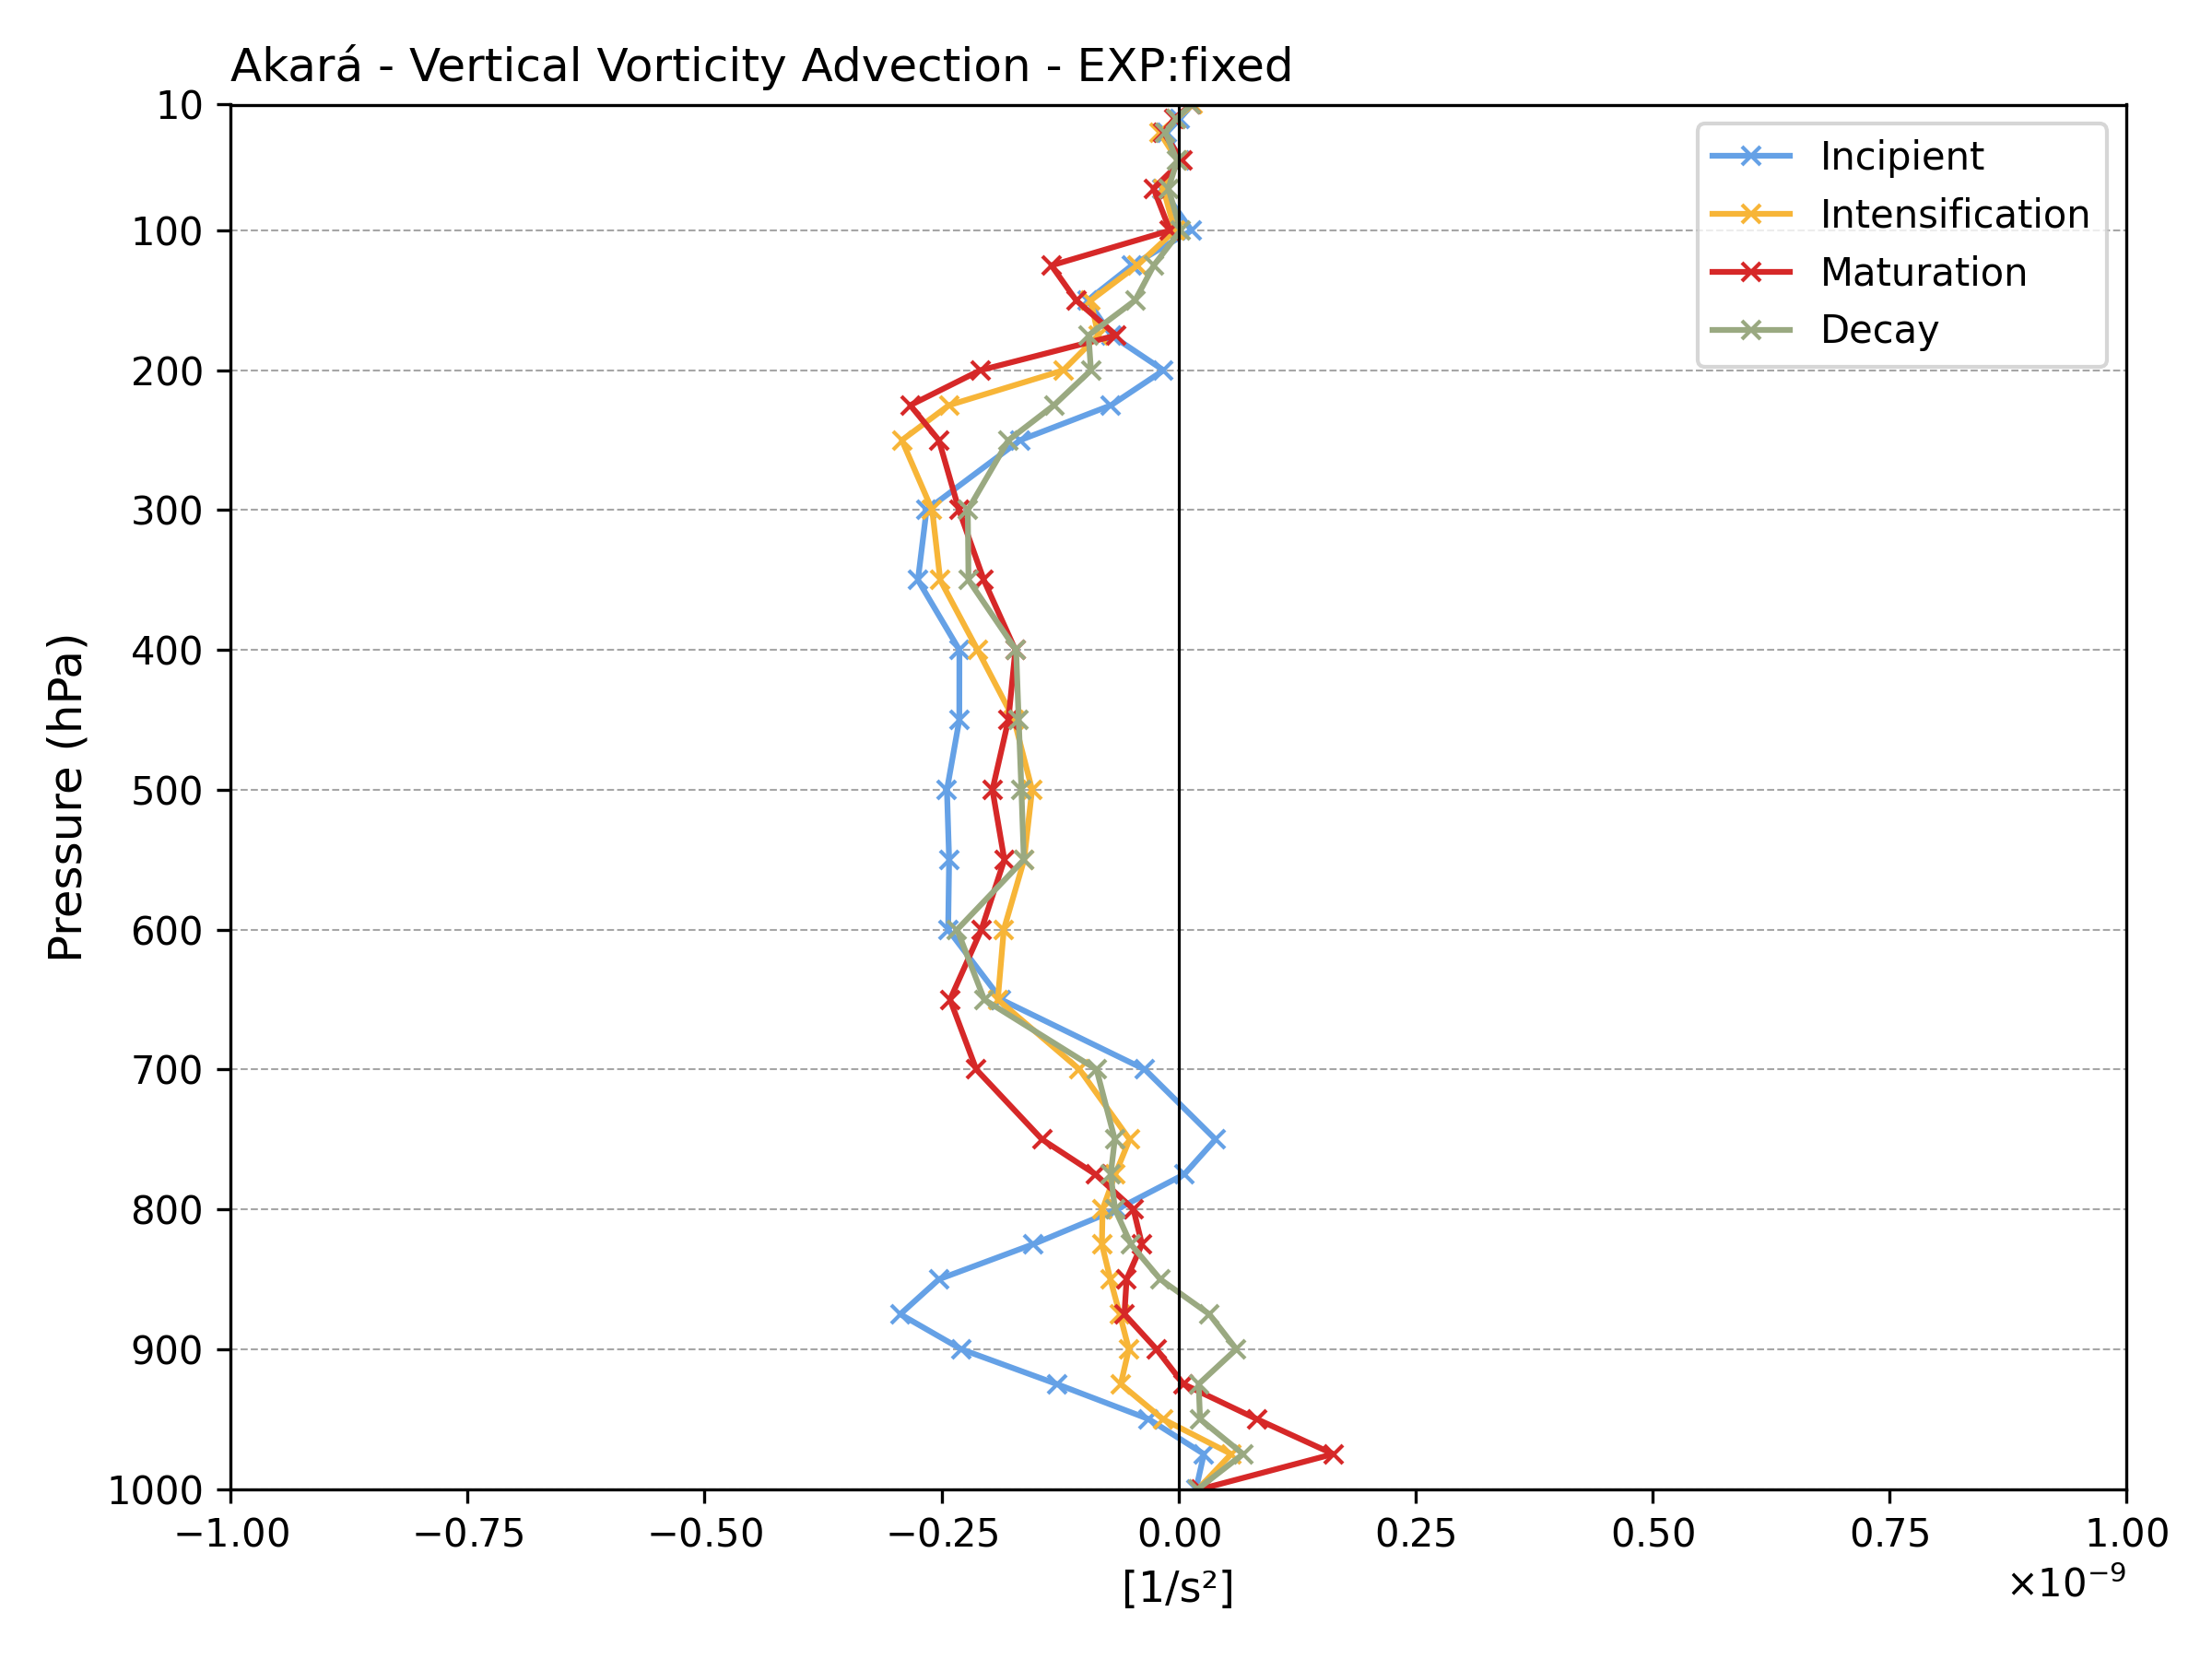 Akará - Vertical Vorticity Advection - EXP:fixed
10
100
200
300
400
500
600
700
800
900
1000
Pressure (hPa)
Incipient
Intensification
Maturation
Decay
−1.00 −0.75 −0.50 −0.25 0.00 0.25 0.50 0.75 1.00
[1/s²]
×10⁻⁹